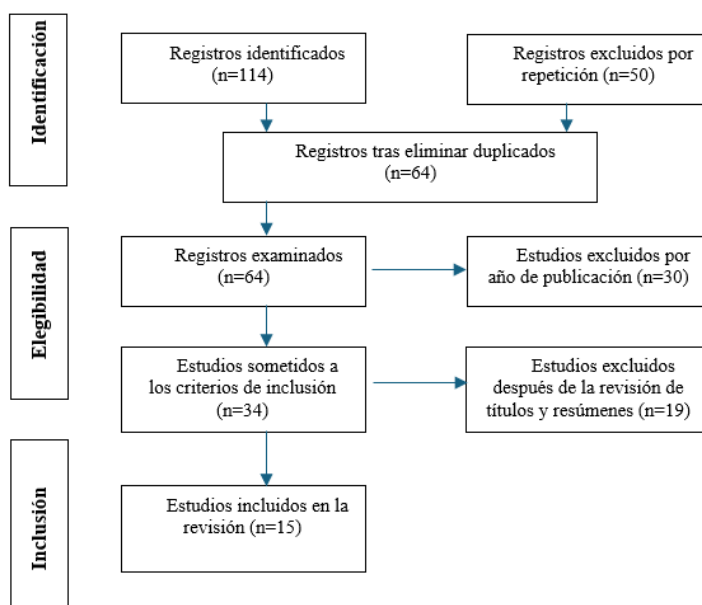 Identificación
Registros identificados
(n=114)
Registros excluidos por
repetición (n=50)
Registros tras eliminar duplicados
(n=64)
Elegibilidad
Registros examinados
(n=64)
Estudios excluidos por
año de publicación (n=30)
Estudios sometidos a
los criterios de inclusión
(n=34)
Estudios excluidos
después de la revisión de
títulos y resúmenes (n=19)
Inclusión
Estudios incluidos en la
revisión (n=15)